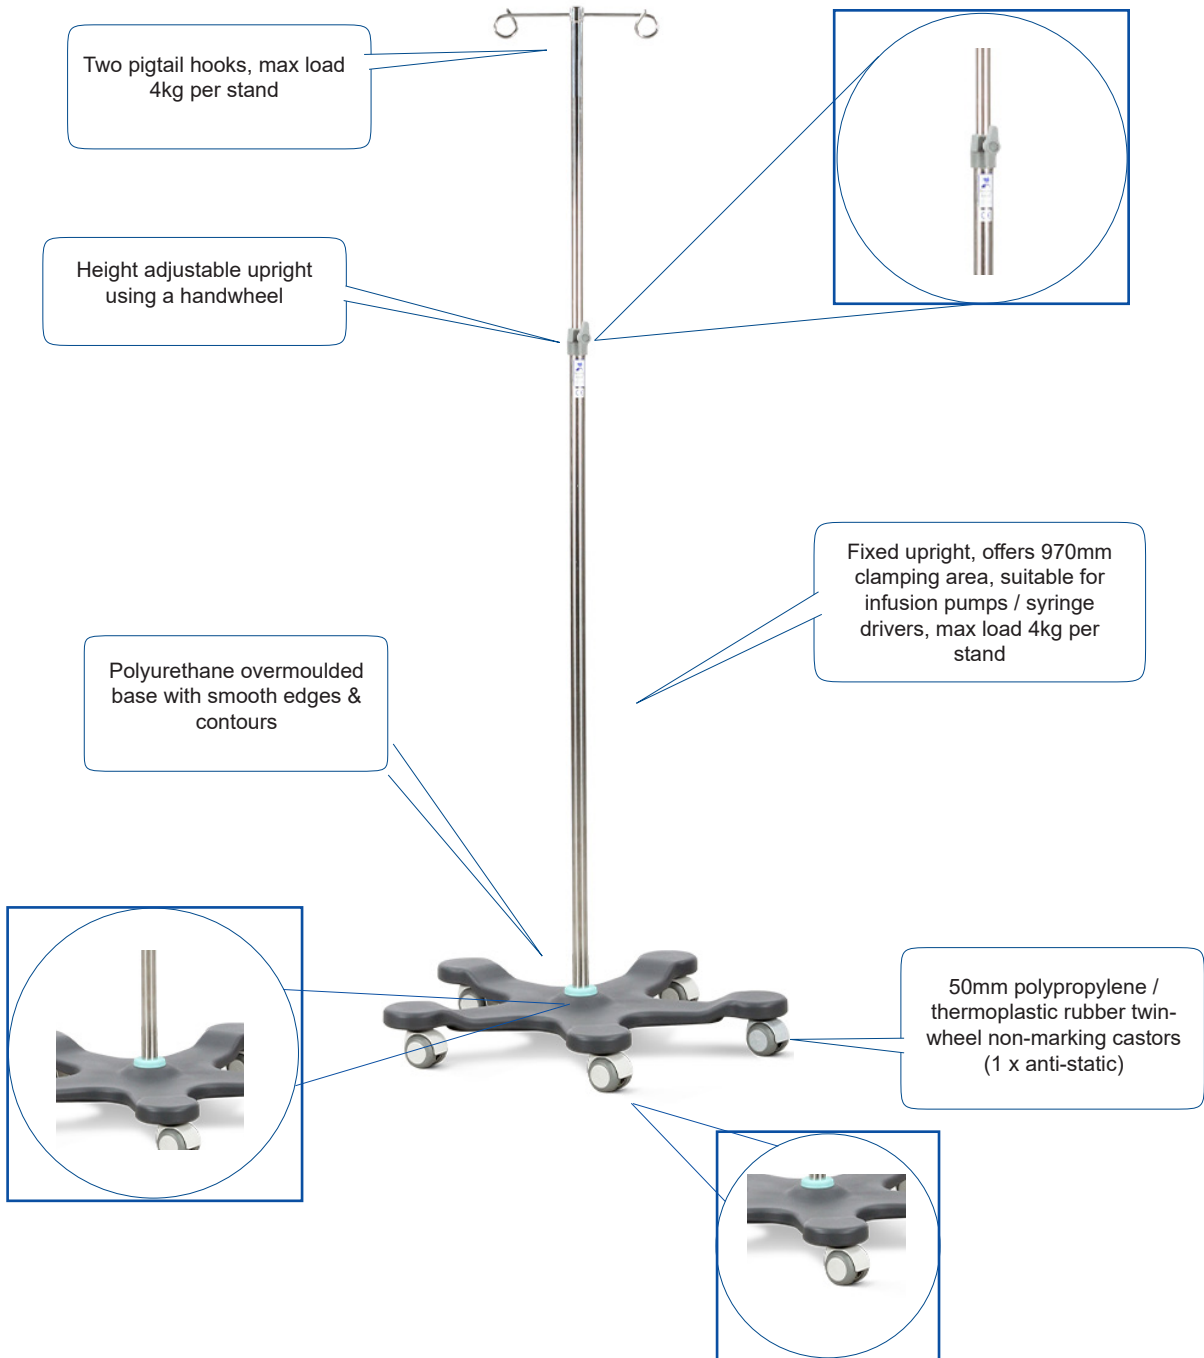 Two pigtail hooks, max load
4kg per stand
Height adjustable upright
using a handwheel
Fixed upright, offers 970mm
clamping area, suitable for
infusion pumps / syringe
drivers, max load 4kg per
stand
Polyurethane overmoulded
base with smooth edges &
contours
50mm polypropylene /
thermoplastic rubber twin-
wheel non-marking castors
(1 x anti-static)